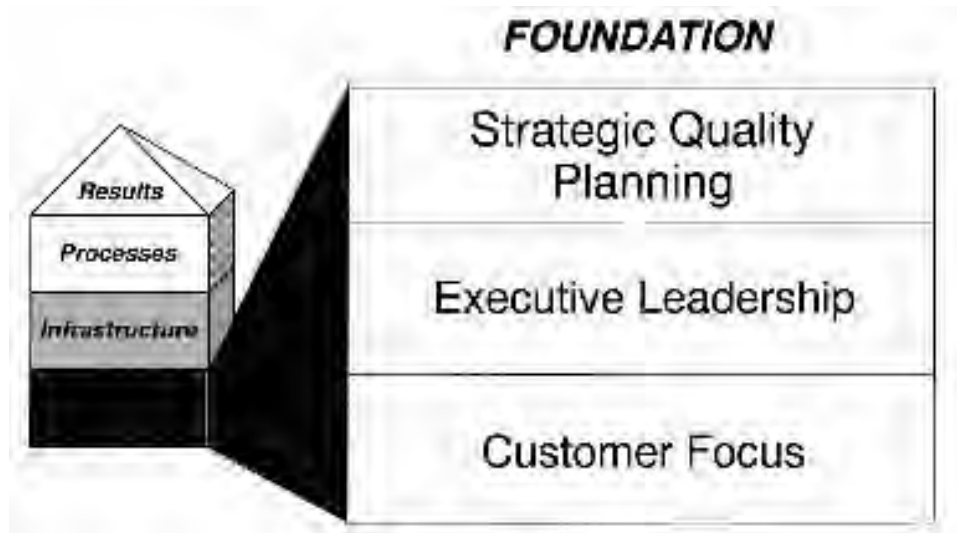 FOUNDATION
Strategic Quality
Planning
Executive Leadership
Customer Focus
Results
Processes
Infrastructure